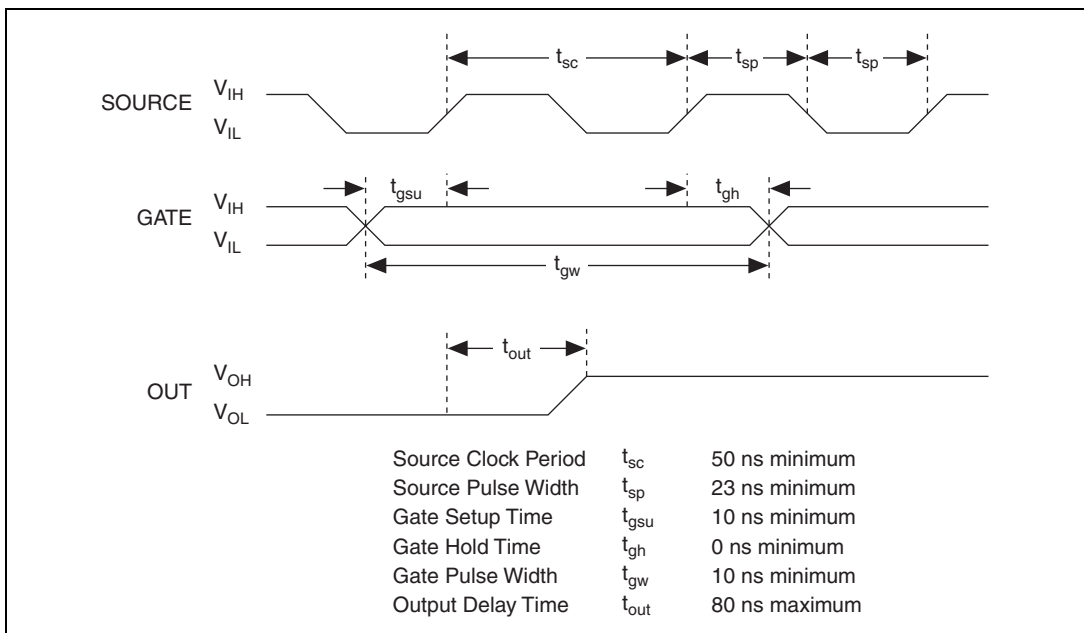 t_sc t_sp t_sp
SOURCE V_IH
V_IL
t_gsu t_gh
GATE V_IH
V_IL
t_gw
t_out
OUT V_OH
V_OL
Source Clock Period t_sc 50 ns minimum
Source Pulse Width t_sp 23 ns minimum
Gate Setup Time t_gsu 10 ns minimum
Gate Hold Time t_gh 0 ns minimum
Gate Pulse Width t_gw 10 ns minimum
Output Delay Time t_out 80 ns maximum